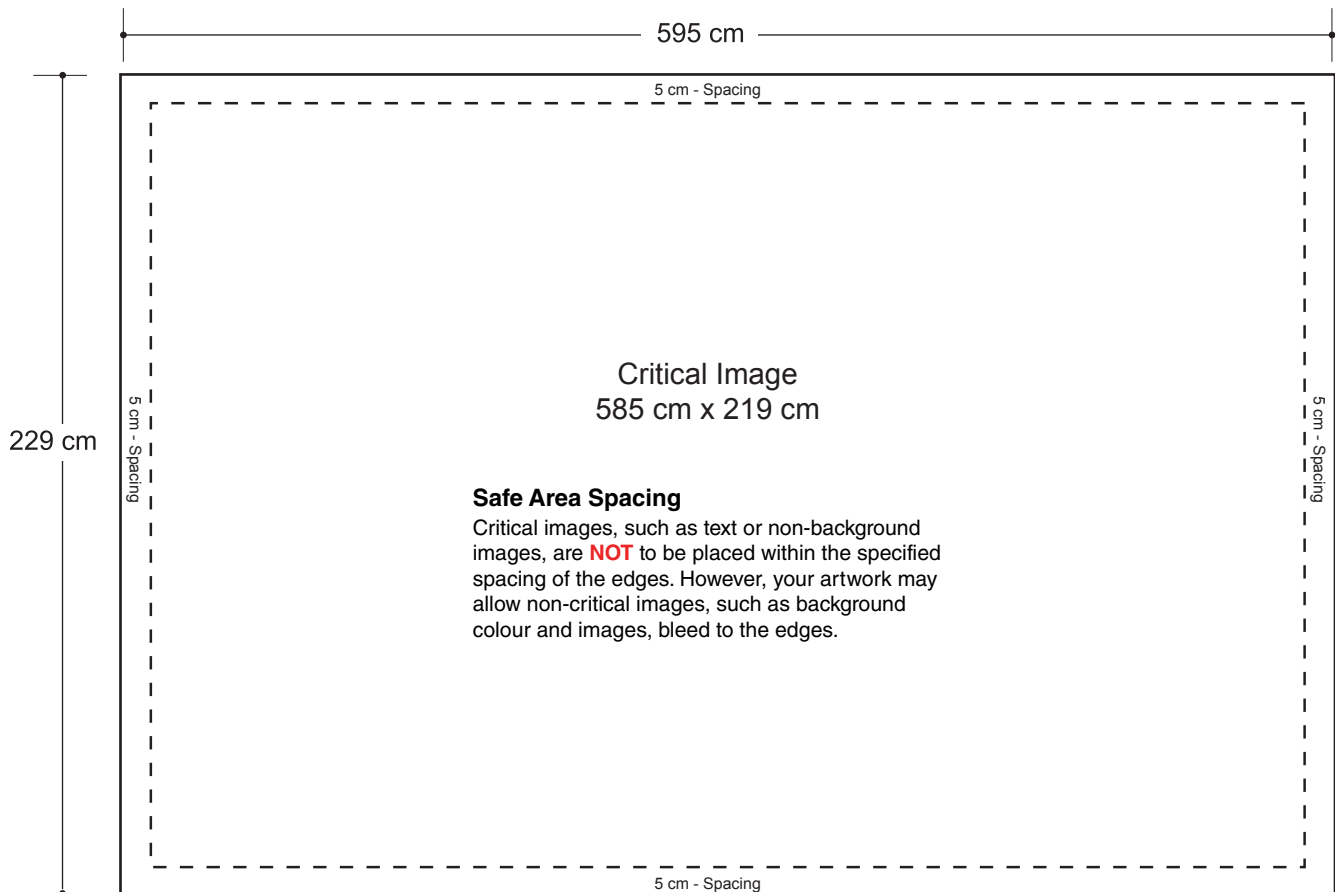 595 cm
5 cm - Spacing
Critical Image
585 cm x 219 cm
5 cm - Spacing
5 cm - Spacing
229 cm
Safe Area Spacing
Critical images, such as text or non-background
images, are NOT to be placed within the specified
spacing of the edges. However, your artwork may
allow non-critical images, such as background
colour and images, bleed to the edges.
5 cm - Spacing